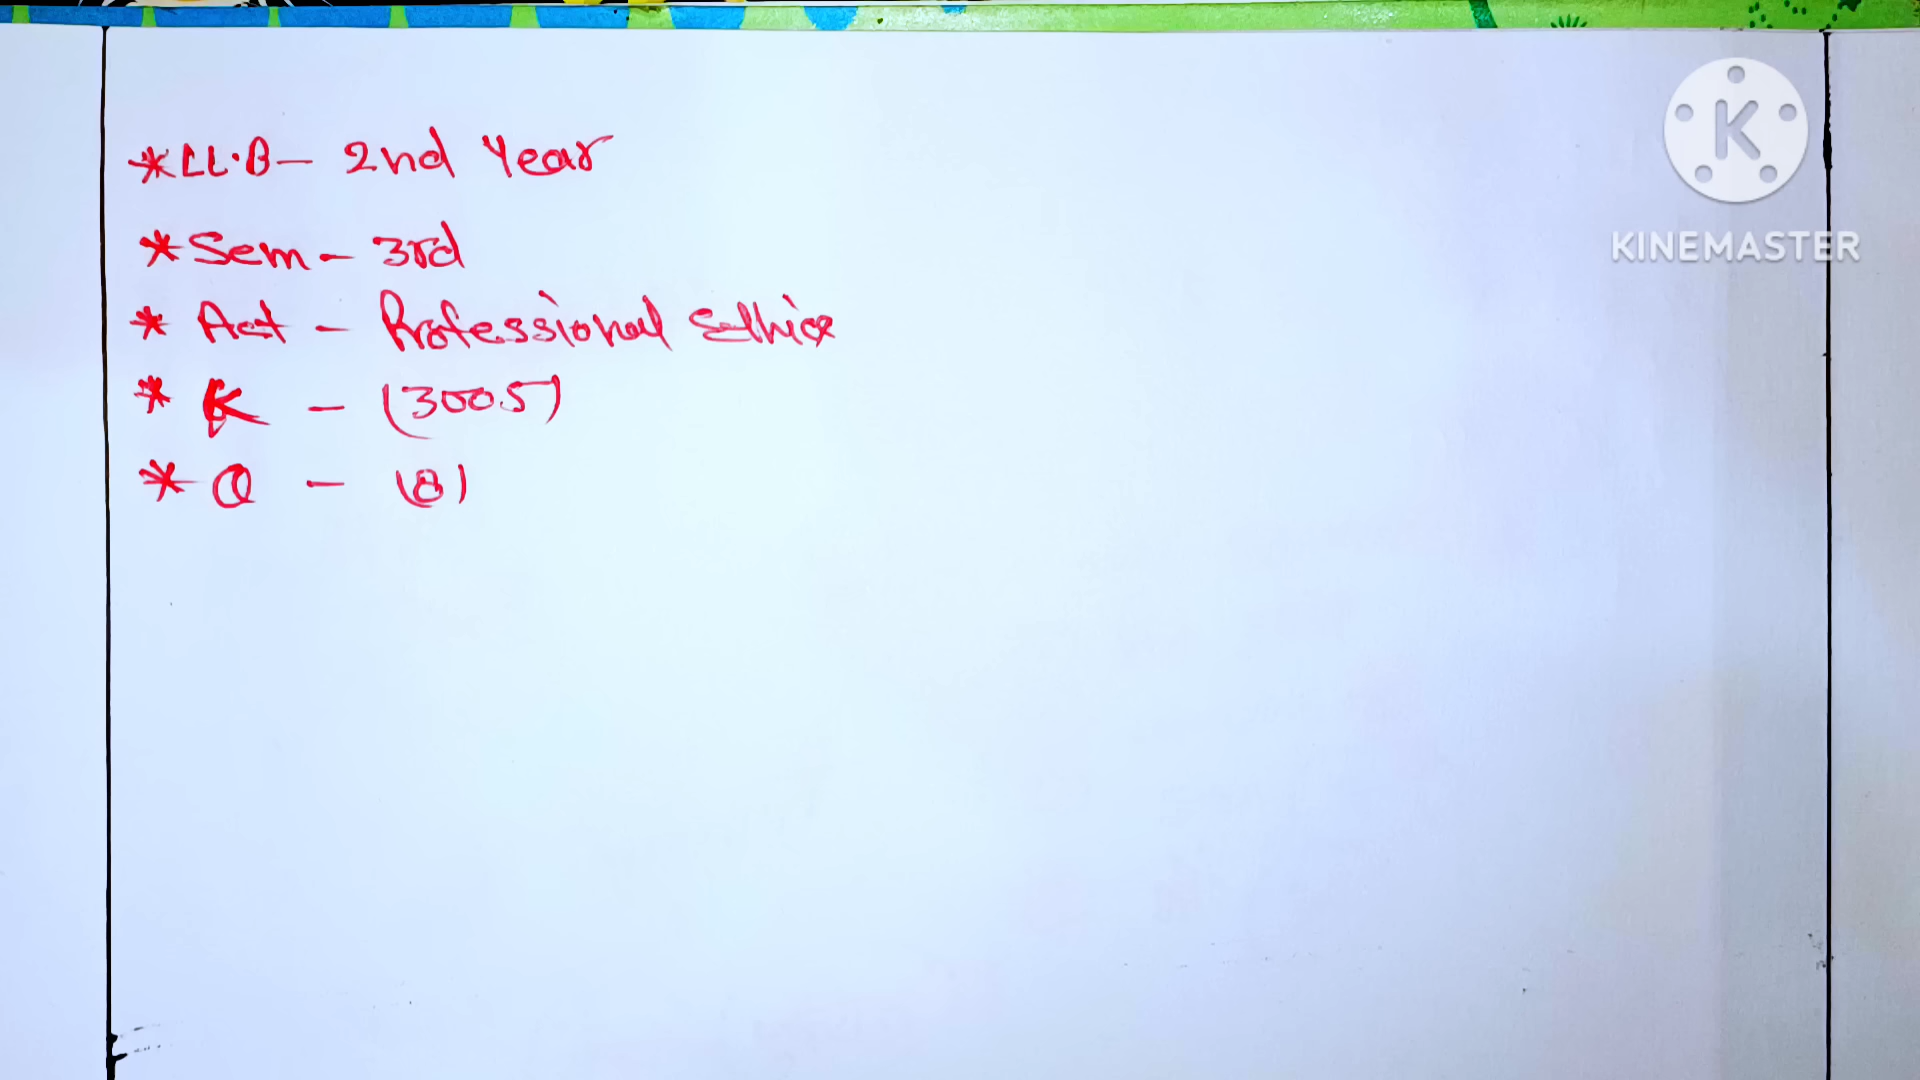 *LL.B - 2nd Year
*Sem - 3rd
* Act - Professional Ethics
* K - (3005)
* Q - (8)
K
KINEMASTER